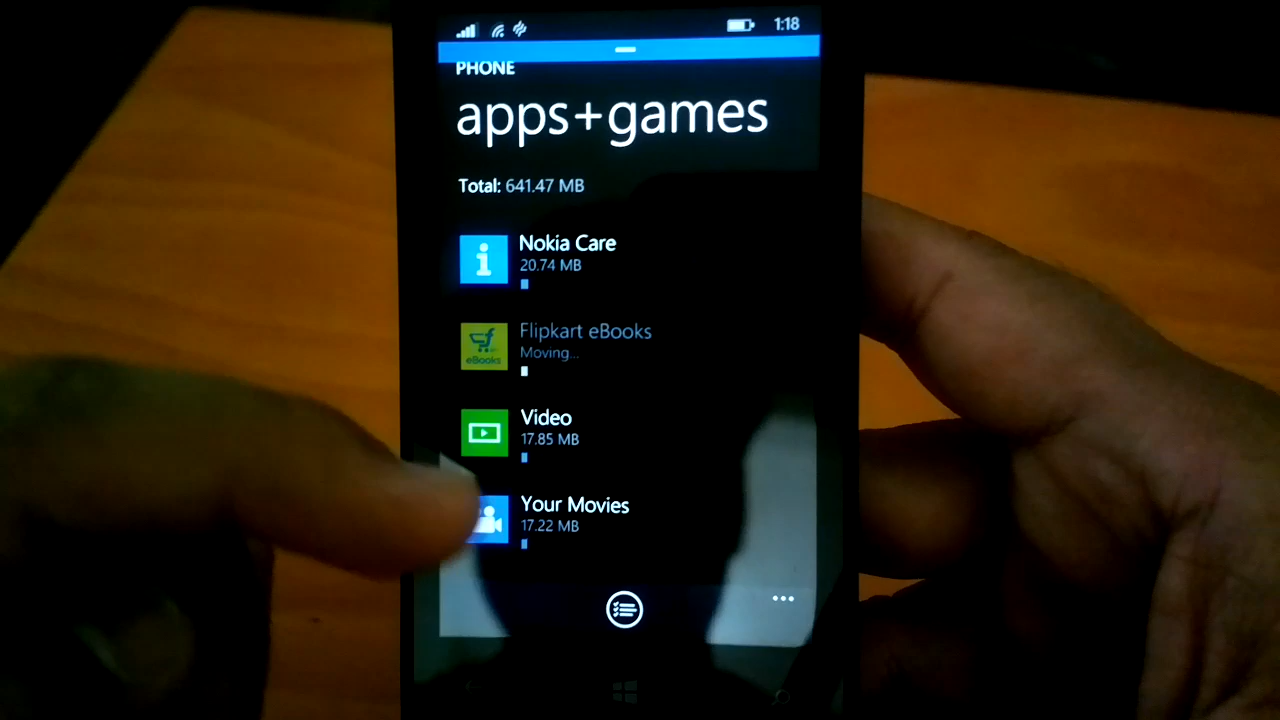 1:18
PHONE
apps+games
Total: 641.47 MB
Nokia Care
20.74 MB
Flipkart eBooks
Moving...
eBooks
Video
17.85 MB
Your Movies
17.22 MB